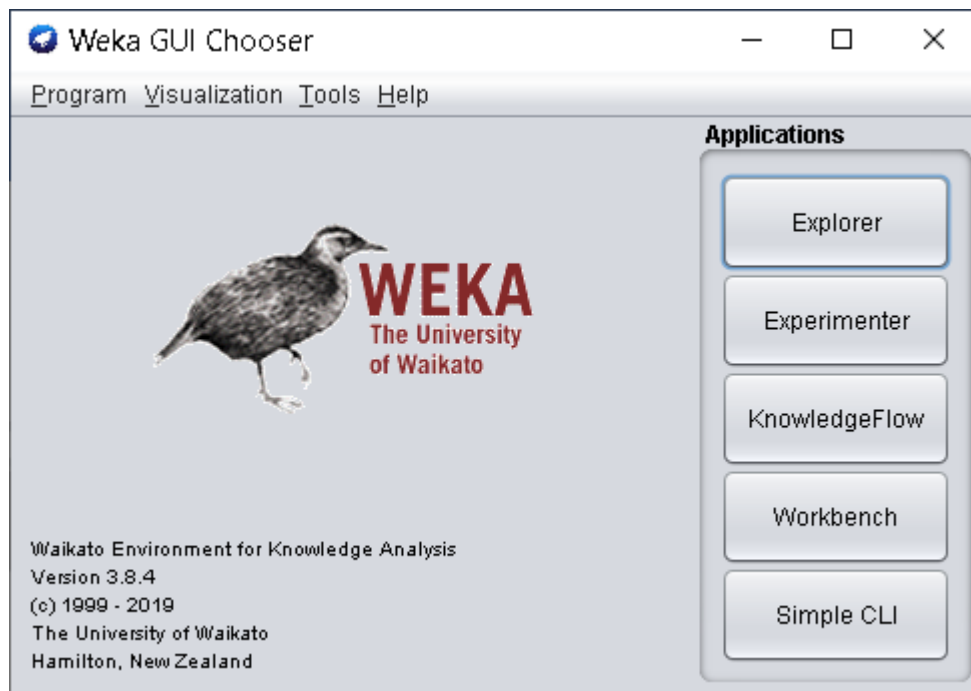 Weka GUI Chooser
Program Visualization Tools Help
Applications
Explorer
Experimenter
KnowledgeFlow
Workbench
Simple CLI
WEKA
The University
of Waikato
Waikato Environment for Knowledge Analysis
Version 3.8.4
(c) 1999 - 2019
The University of Waikato
Hamilton, New Zealand